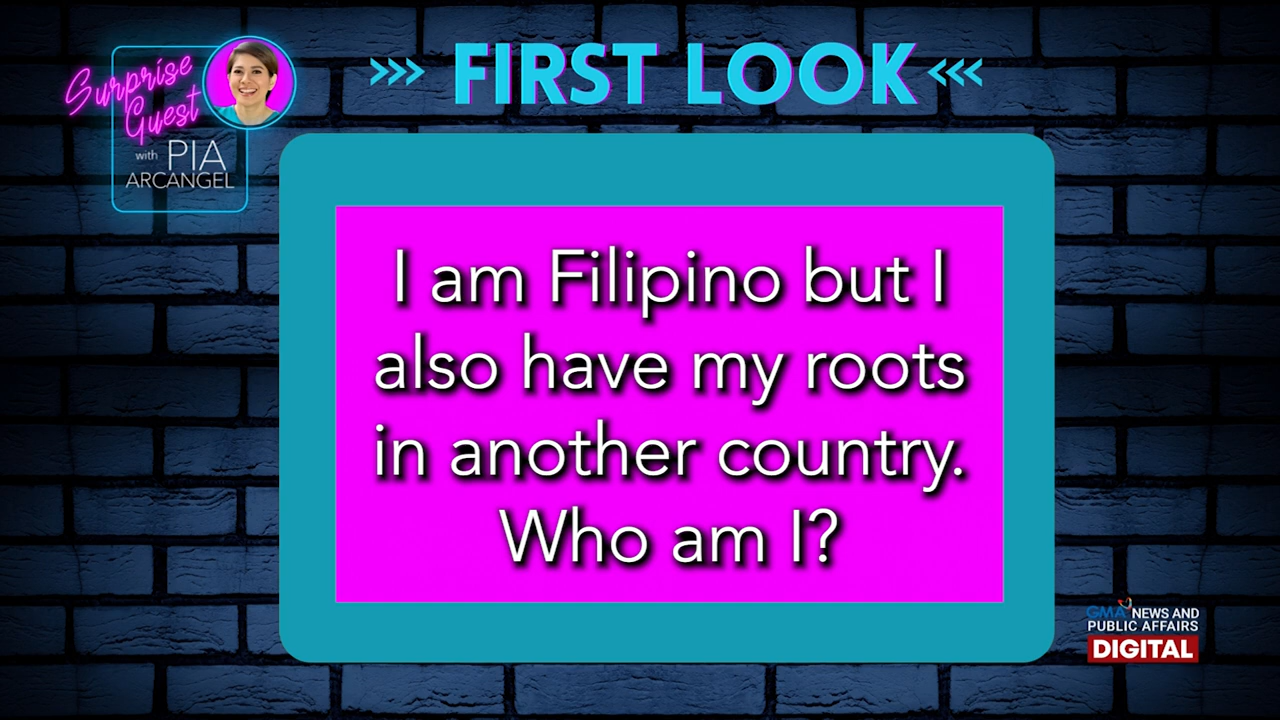 Surprise
Guest
with PIA
ARCANGEL
>>> FIRST LOOK <<<
I am Filipino but I
also have my roots
in another country.
Who am I?
GMA NEWS AND
PUBLIC AFFAIRS
DIGITAL